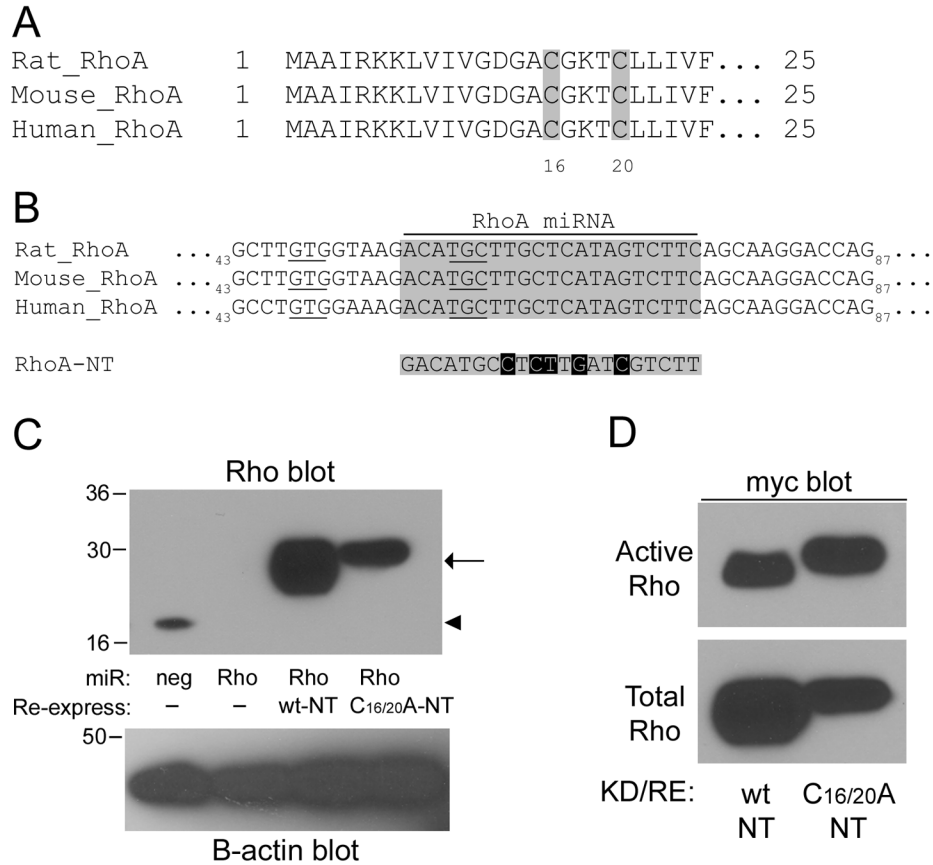 A
Rat_RhoA 1 MAAIRKKLVIVGDGACGKTCLLIVF... 25
Mouse_RhoA 1 MAAIRKKLVIVGDGACGKTCLLIVF... 25
Human_RhoA 1 MAAIRKKLVIVGDGACGKTCLLIVF... 25
16 20
B
RhoA miRNA
Rat_RhoA ...43GCTTGTGGTAAGACATGCTTGCTCATAGTCTTCAGCAAGGACCAG87...
Mouse_RhoA ...43GCTTGTGGTAAGACATGCTTGCTCATAGTCTTCAGCAAGGACCAG87...
Human_RhoA ...43GCCTGTGGAAAGACATGCTTGCTCATAGTCTTCAGCAAGGACCAG87...
RhoA-NT GACATGCCTCTTGATCGTCTT
C
Rho blot
36
30
16
miR: neg Rho Rho Rho
Re-express: – – wt-NT C16/20A-NT
50
B-actin blot
D
myc blot
Active
Rho
Total
Rho
KD/RE: wt C16/20A
NT NT